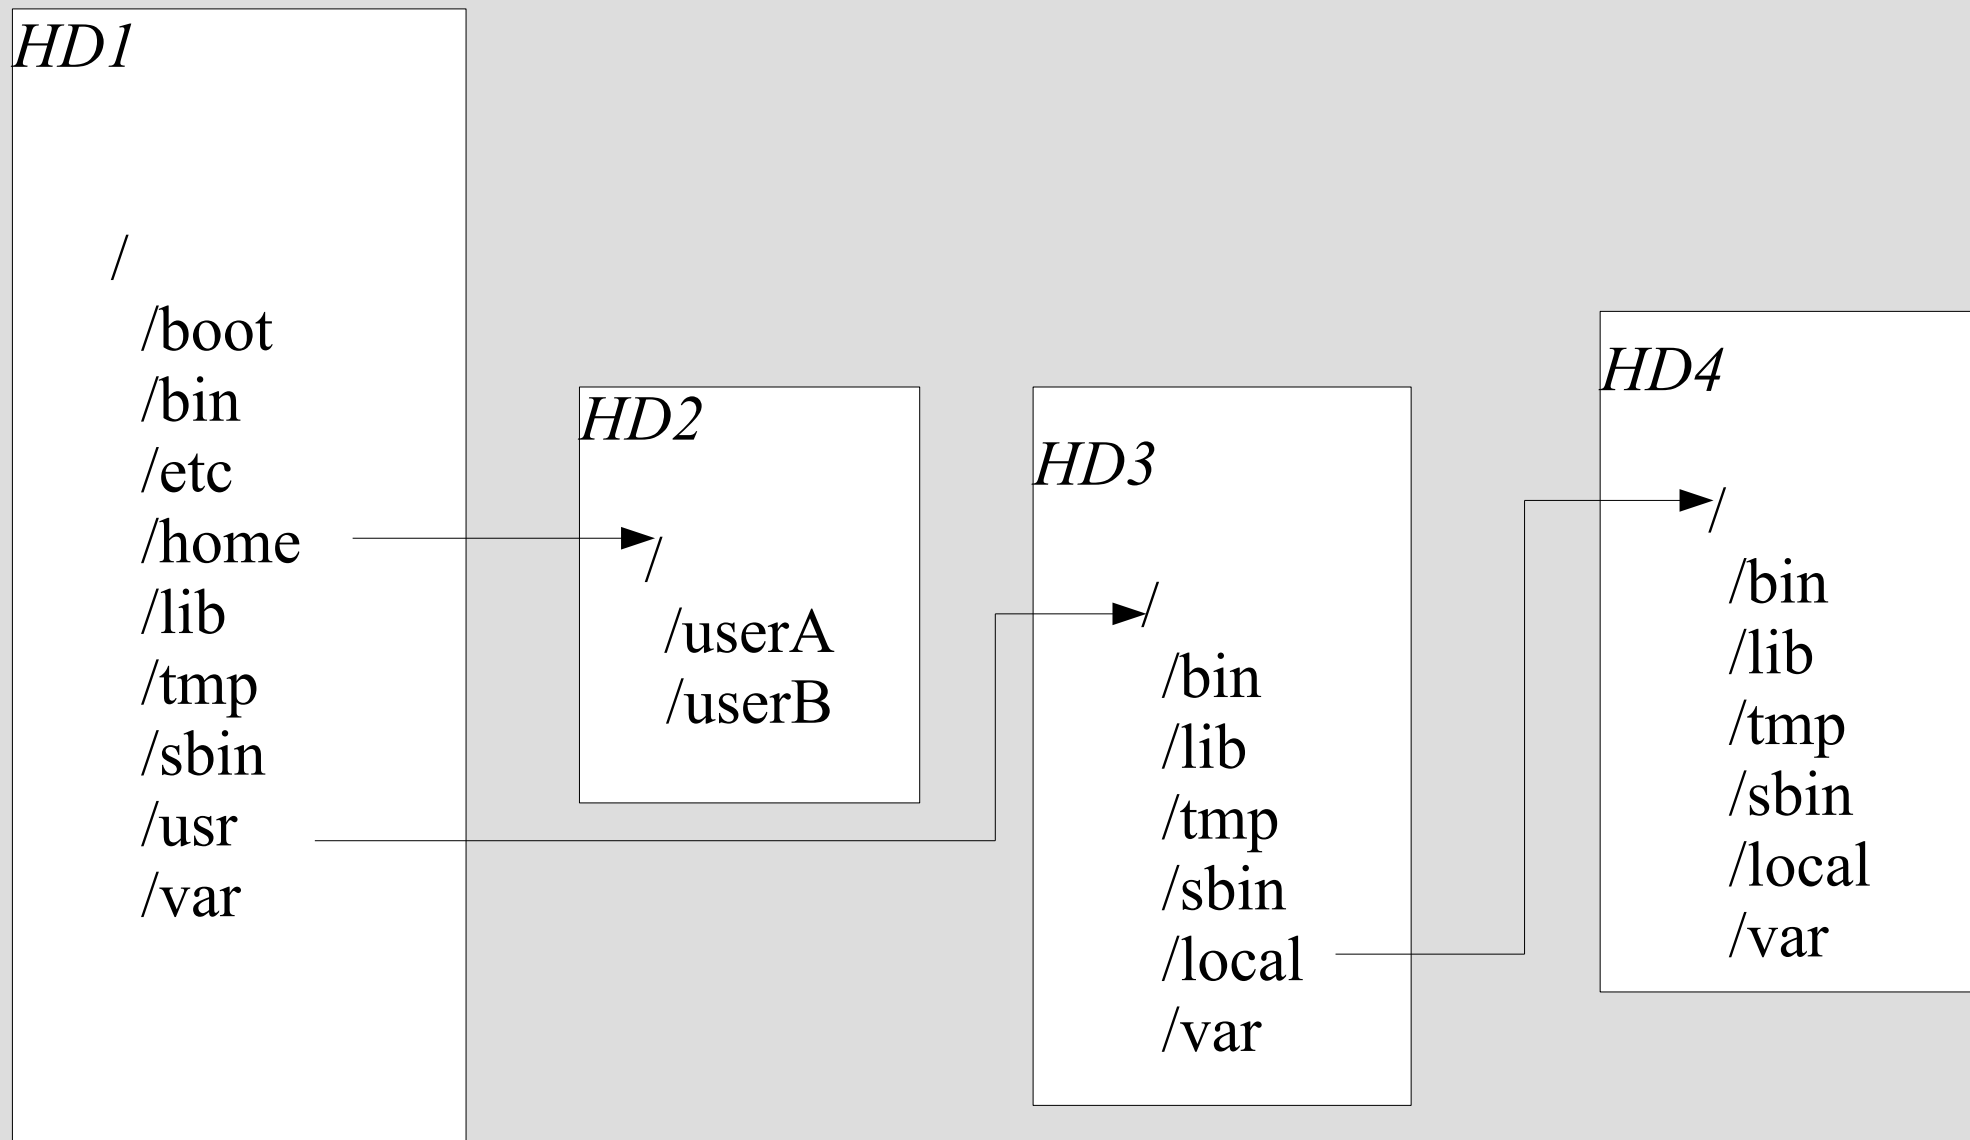 HD1
/
/boot
/bin
/etc
/home
/lib
/tmp
/sbin
/usr
/var
HD2
/
/userA
/userB
HD3
/
/bin
/lib
/tmp
/sbin
/local
/var
HD4
/
/bin
/lib
/tmp
/sbin
/local
/var